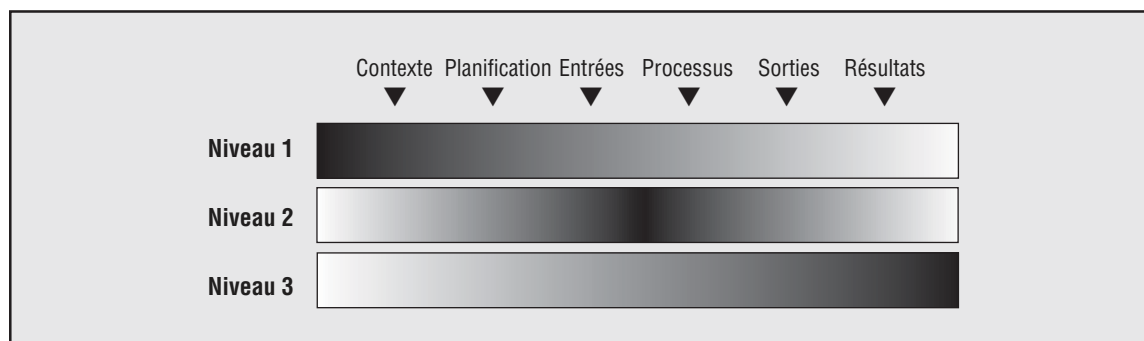 Contexte Planification Entrées Processus Sorties Résultats
Niveau 1
Niveau 2
Niveau 3